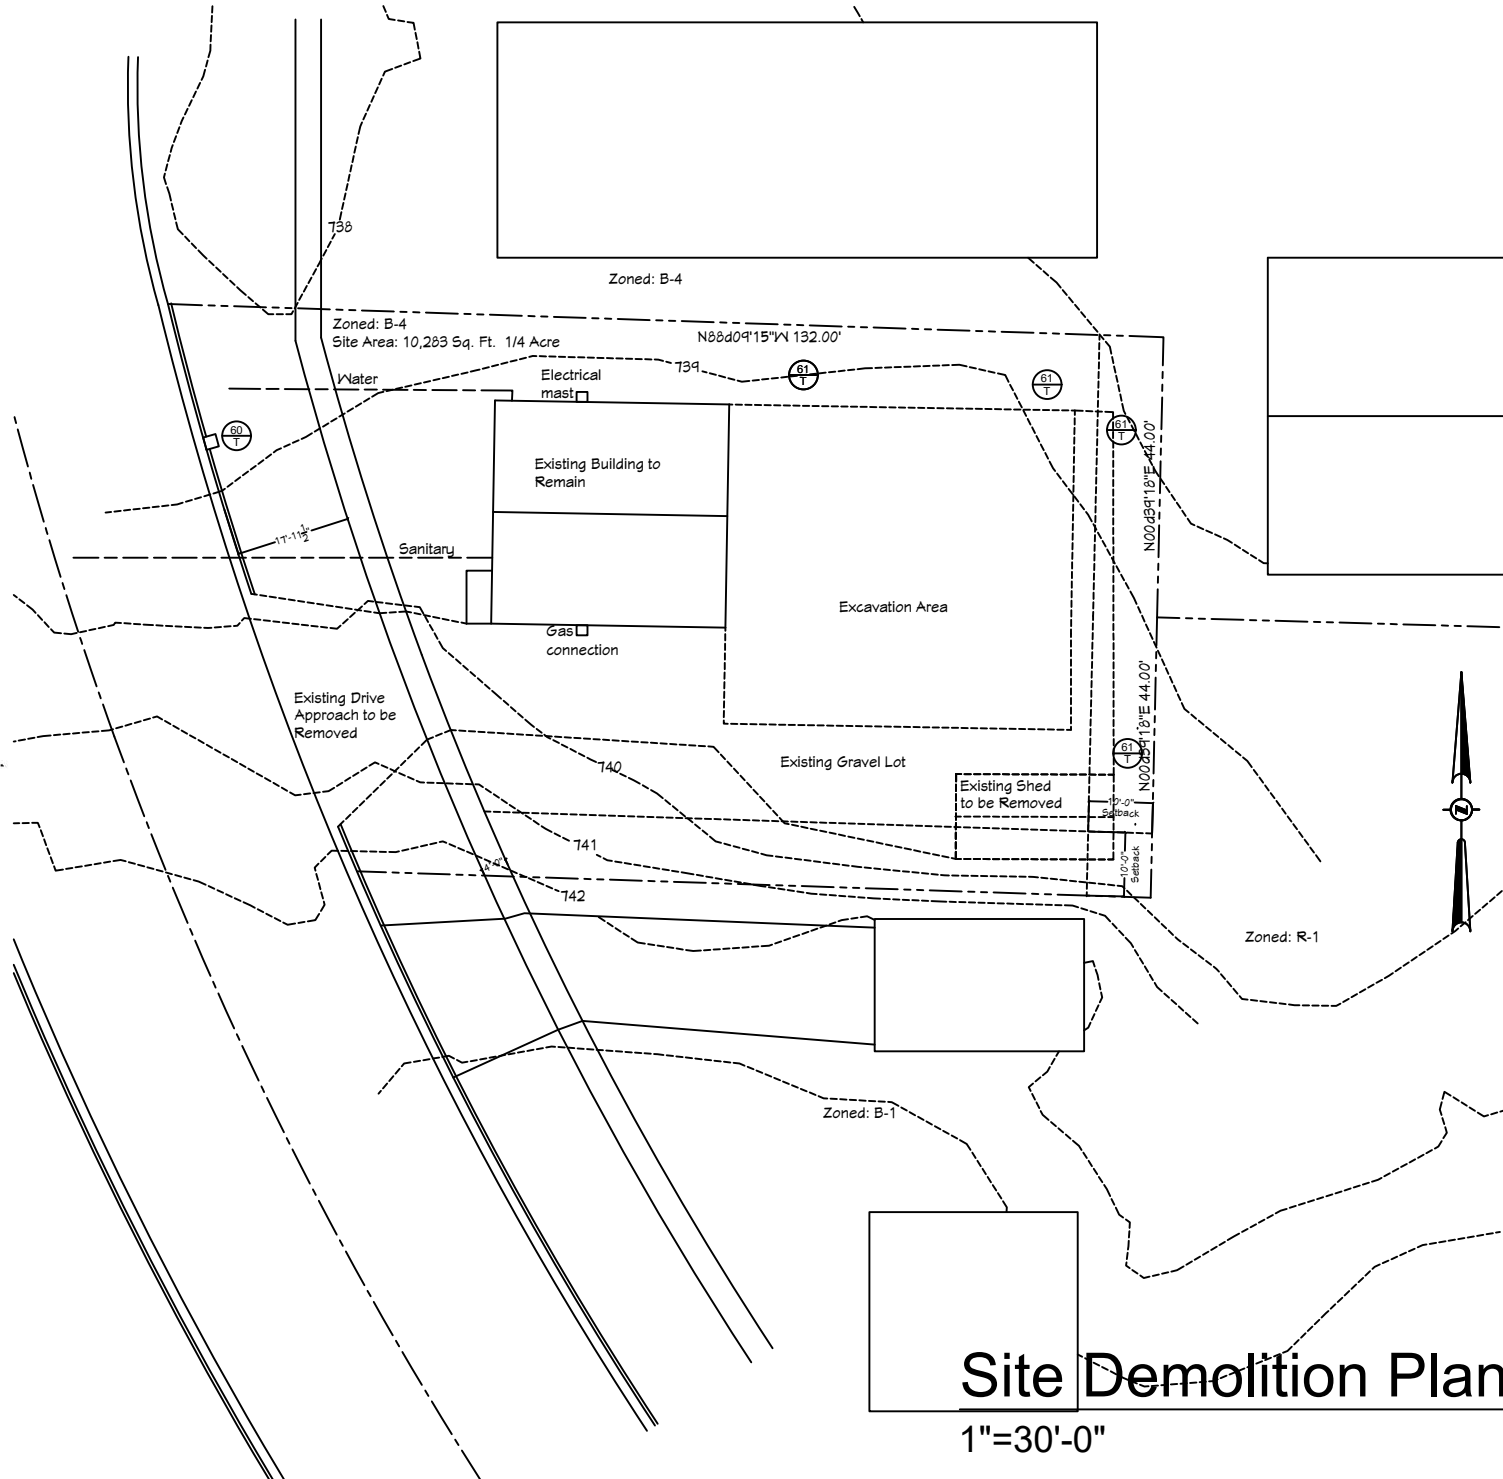 738
Zoned: B-4
Zoned: B-4
Site Area: 10,283 Sq. Ft. 1/4 Acre
N88d09'15"W 132.00'
739
61
T
61
T
Water
Electrical
mast
60
T
61
T
N00d39'18"E 44.00'
Existing Building to
Remain
17'-11½"
Sanitary
Excavation Area
Gas
connection
Existing Drive
Approach to be
Removed
N00d39'18"E 44.00'
61
T
740
Existing Gravel Lot
Existing Shed
to be Removed
10'-0"
Setback
10'-0"
Setback
741
742
Zoned: R-1
Z
Zoned: B-1
Site Demolition Plan
1"=30'-0"